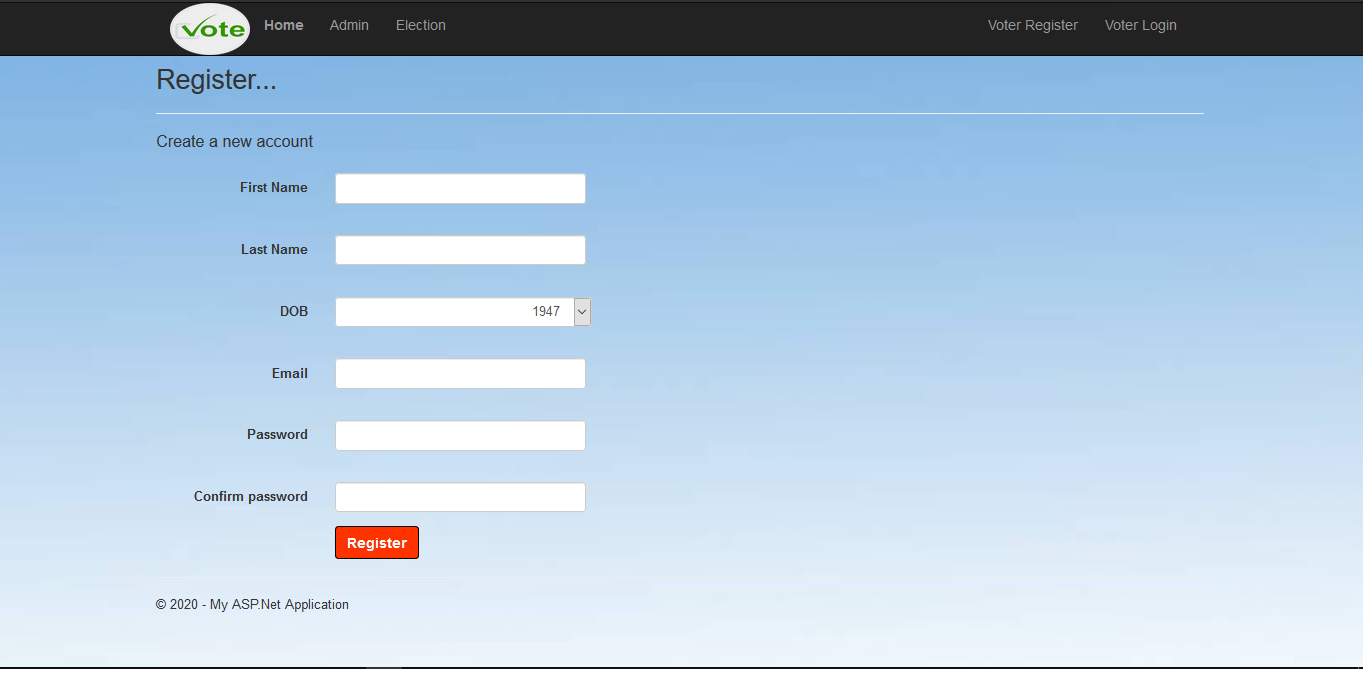 vote Home Admin Election Voter Register Voter Login
Register...
Create a new account
First Name
Last Name
DOB 1947
Email
Password
Confirm password
Register
© 2020 - My ASP.Net Application